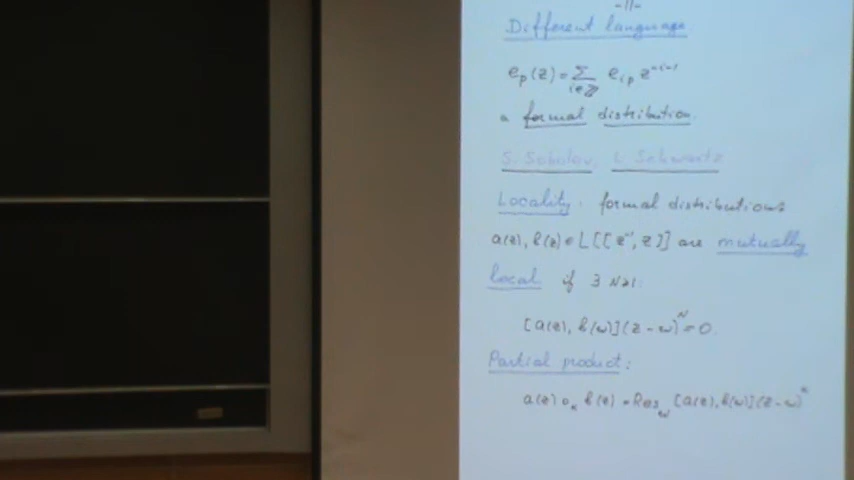 -11-
Different language
e_p(z) = Σ_{i∈ℤ} e_{ip} z^{-i-1}
a formal distribution.
S. Sobolev, L. Schwartz
Locality: formal distributions
a(z), b(z) ∈ L[[z⁻¹, z]] are mutually
local if ∃ N≥1:
[a(z), b(w)](z-w)^N = 0.
Partial product:
a(z) ∘_n b(z) = Res_w [a(z), b(w)](z-w)^n